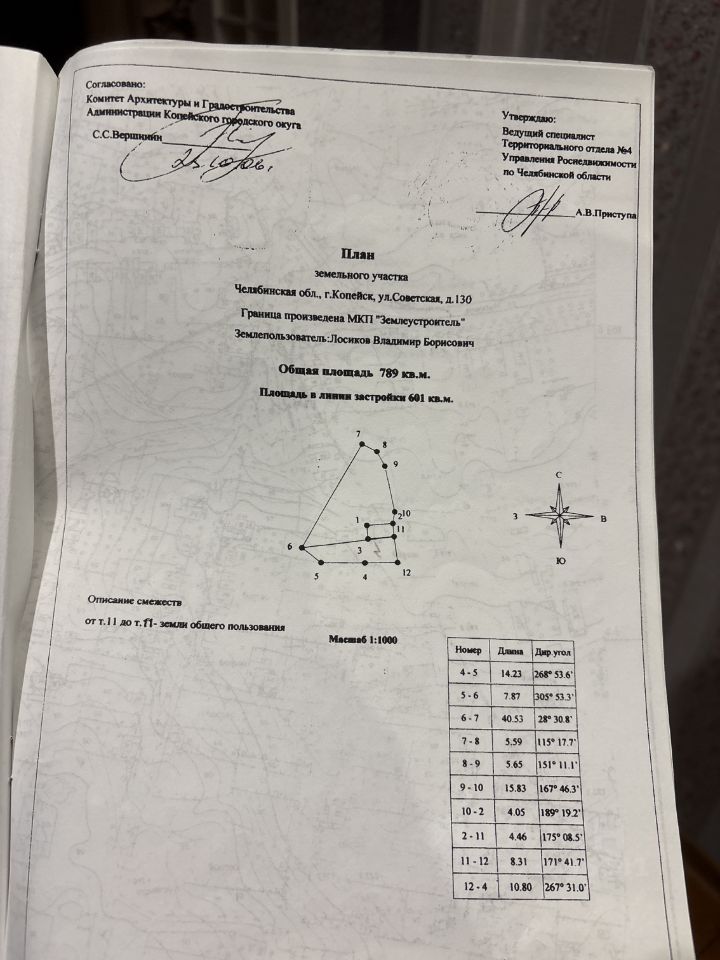 Согласовано:
Комитет Архитектуры и Градостроительства
Администрации Копейского городского округа
С.С.Вершинин
25.10.06г.
Утверждаю:
Ведущий специалист
Территориального отдела №4
Управления Роснедвижимости
по Челябинской области
А.В.Приступа
План
земельного участка
Челябинская обл., г.Копейск, ул.Советская, д.130
Граница произведена МКП "Землеустроитель"
Землепользователь:Лосиков Владимир Борисович
Общая площадь 789 кв.м.
Площадь в линии застройки 601 кв.м.
7
8
9
10
2
1
11
3
6
5
4
12
С
З
В
Ю
Описание смежеств
от т.11 до т.11- земли общего пользования
Масштаб 1:1000
Номер Длина Дир.угол
4 - 5 14.23 268° 53.6'
5 - 6 7.87 305° 53.3'
6 - 7 40.53 28° 30.8'
7 - 8 5.59 115° 17.7'
8 - 9 5.65 151° 11.1'
9 - 10 15.83 167° 46.3'
10 - 2 4.05 189° 19.2'
2 - 11 4.46 175° 08.5'
11 - 12 8.31 171° 41.7'
12 - 4 10.80 267° 31.0'